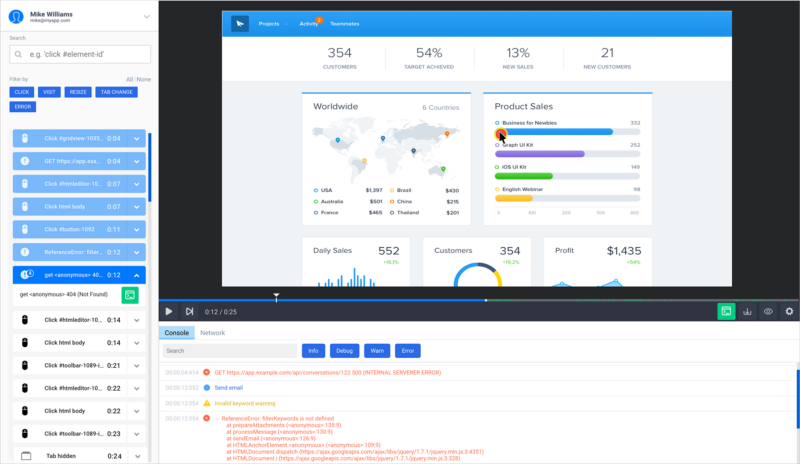 Mike Williams
mike@myapp.com
Search
e.g. 'click #element-id'
Filter by
All | None
CLICK VISIT RESIZE TAB CHANGE
ERROR
Click #gridview-1035... 0:04
GET https://app.exa... 0:04
Click #htmleditor-10... 0:07
Click html body 0:07
Click #button-1092 0:11
ReferenceError: filter... 0:12
4 get <anonymous> 40... 0:12
get <anonymous> 404 (Not Found)
Click #htmleditor-10... 0:14
Click html body 0:14
Click #toolbar-1089-i... 0:21
Click #htmleditor-10... 0:22
Click html body 0:22
Click #toolbar-1089-i... 0:23
Tab hidden 0:24
Projects Activity 2 Teammates
354 54% 13% 21
CUSTOMERS TARGET ACHIEVED NEW SALES NEW CUSTOMERS
Worldwide 6 Countries
USA $1,397 Brasil $430
Australia $501 China $215
France $465 Thailand $201
Product Sales
Business for Newbies 332
Graph UI Kit 252
iOS UI Kit 149
English Webinar 98
0 100 200 500 600
Daily Sales 552
+16,1%
Customers 354
+16,2%
Profit $1,435
+54%
0:12 / 0:25
Console Network
Search Info Debug Warn Error
00:00:04:614 GET https://app.example.com/api/conversations/123 500 (INTERNAL SERVERER ERROR)
00:00:12:552 Send email
00:00:12:554 Invalid keyword warning
00:00:12:554 ReferenceError: filterKeywords is not defined
at prepareAttachments (<anonymous>:135:9)
at processMessage (<anonymous>:130:9)
at sendEmail (<anonymous>:126:9)
at HTMLAnchorElement.<anonymous> (<anonymous>:109:9)
at HTMLDocument.dispatch (https://ajax.googleapis.com/ajax/libs/jquery/1.7.1/jquery.min.js:3:4351)
at HTMLDocument.i (https://ajax.googleapis.com/ajax/libs/jquery/1.7.1/jquery.min.js:3:328)